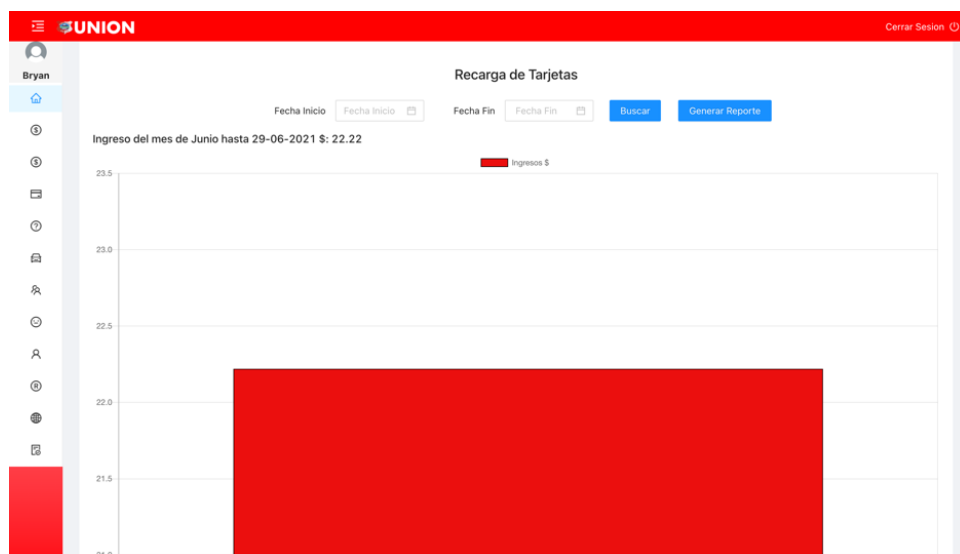 UNION
Cerrar Sesion
Bryan
Recarga de Tarjetas
Fecha Inicio Fecha Inicio Fecha Fin Fecha Fin Buscar Generar Reporte
Ingreso del mes de Junio hasta 29-06-2021 $: 22.22
Ingresos $
23.5
23.0
22.5
22.0
21.5
21.0